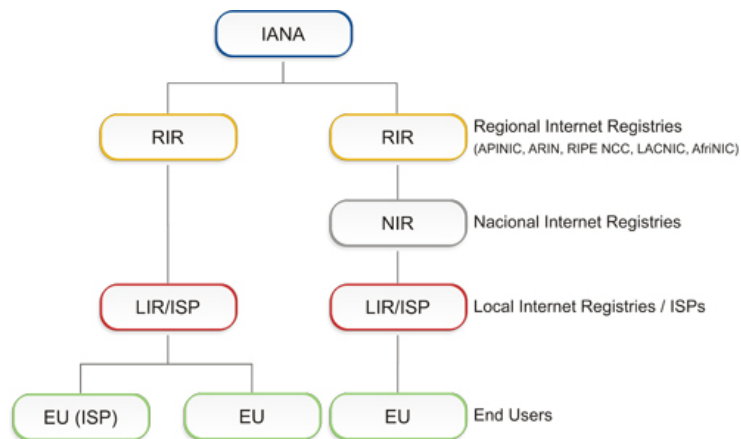 IANA
RIR
RIR
Regional Internet Registries
(APINIC, ARIN, RIPE NCC, LACNIC, AfriNIC)
NIR
Nacional Internet Registries
LIR/ISP
LIR/ISP
Local Internet Registries / ISPs
EU (ISP)
EU
EU
End Users